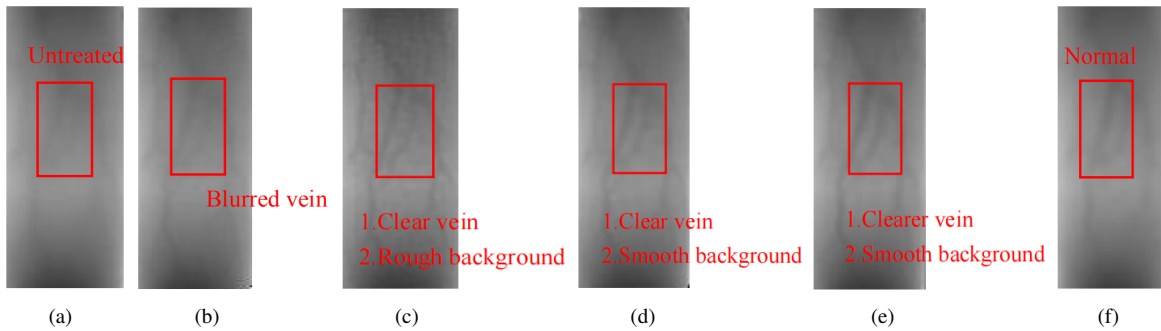 Untreated
Normal
Blurred vein
1.Clear vein
2.Rough background
1.Clear vein
2.Smooth background
1.Clearer vein
2.Smooth background
(a)
(b)
(c)
(d)
(e)
(f)